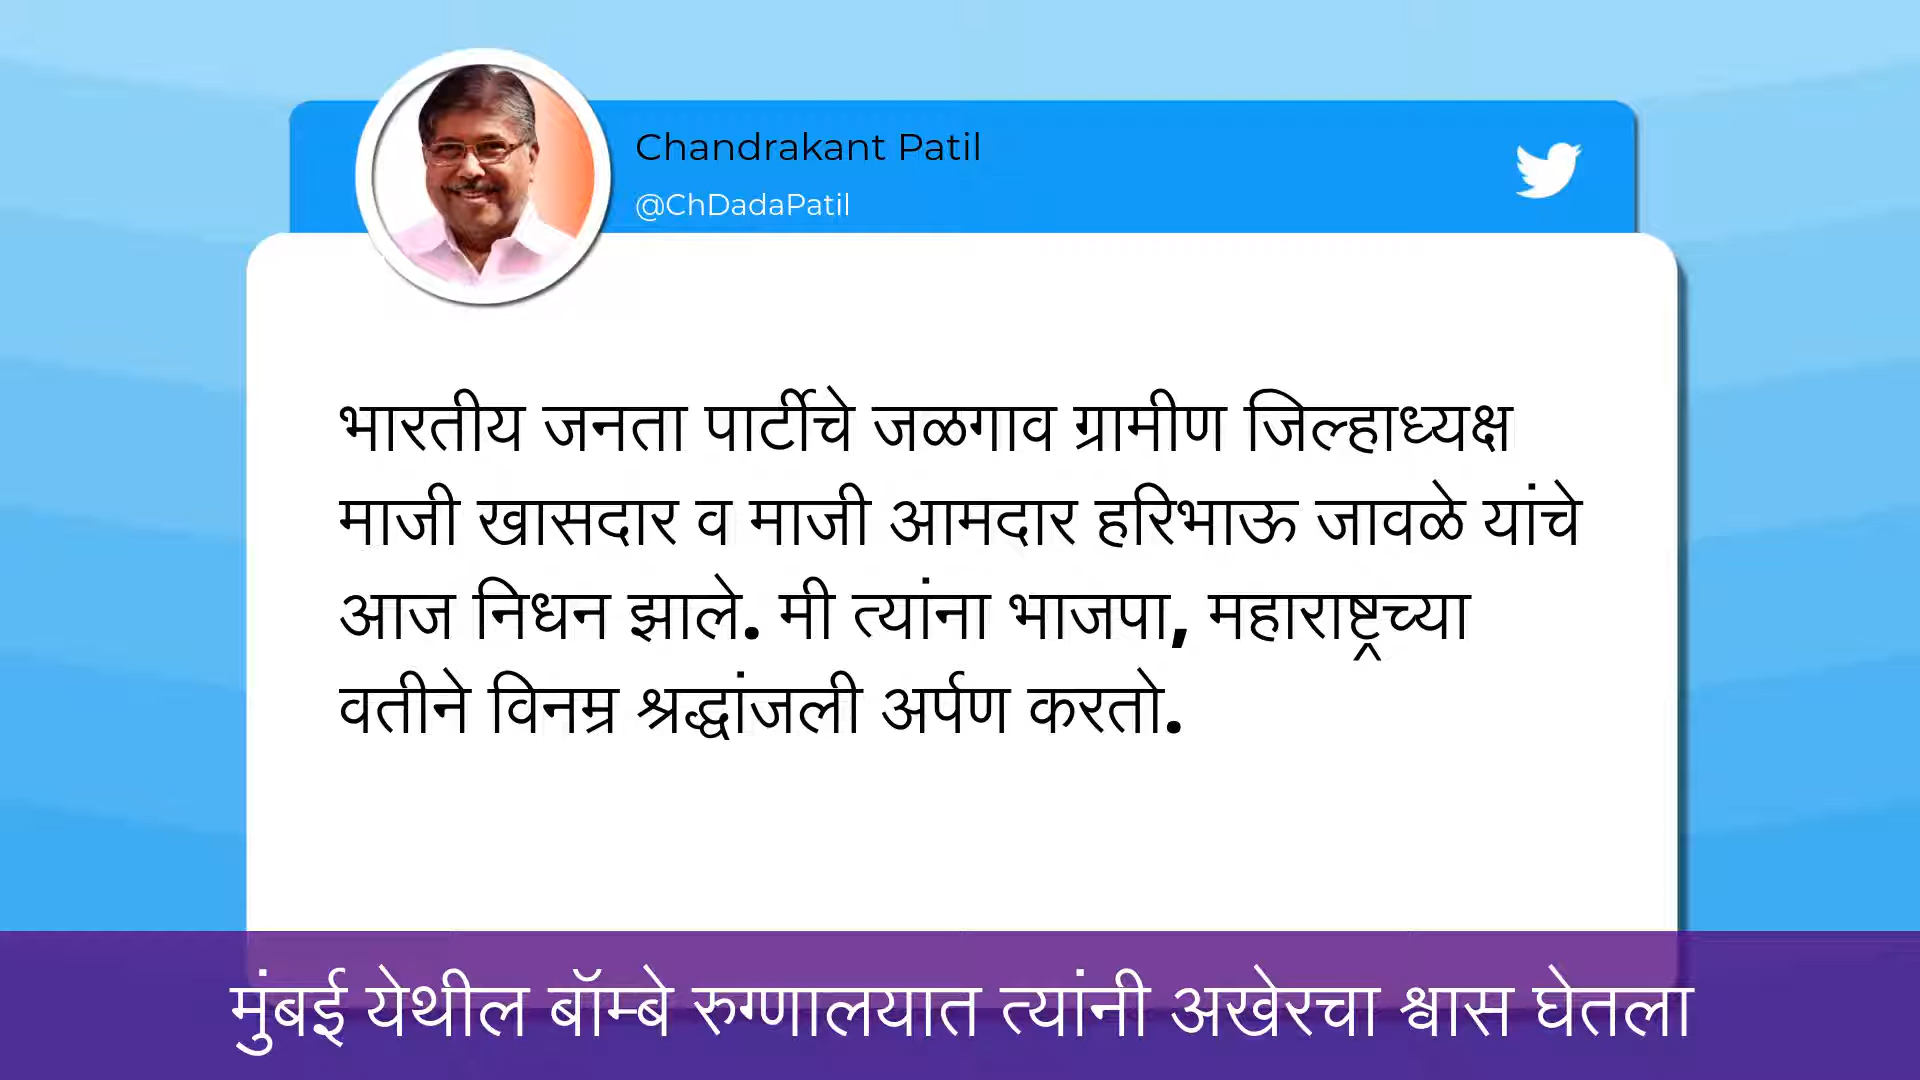 Chandrakant Patil
@ChDadaPatil
भारतीय जनता पार्टीचे जळगाव ग्रामीण जिल्हाध्यक्ष
माजी खासदार व माजी आमदार हरिभाऊ जावळे यांचे
आज निधन झाले. मी त्यांना भाजपा, महाराष्ट्रच्या
वतीने विनम्र श्रद्धांजली अर्पण करतो.
मुंबई येथील बॉम्बे रुग्णालयात त्यांनी अखेरचा श्वास घेतला